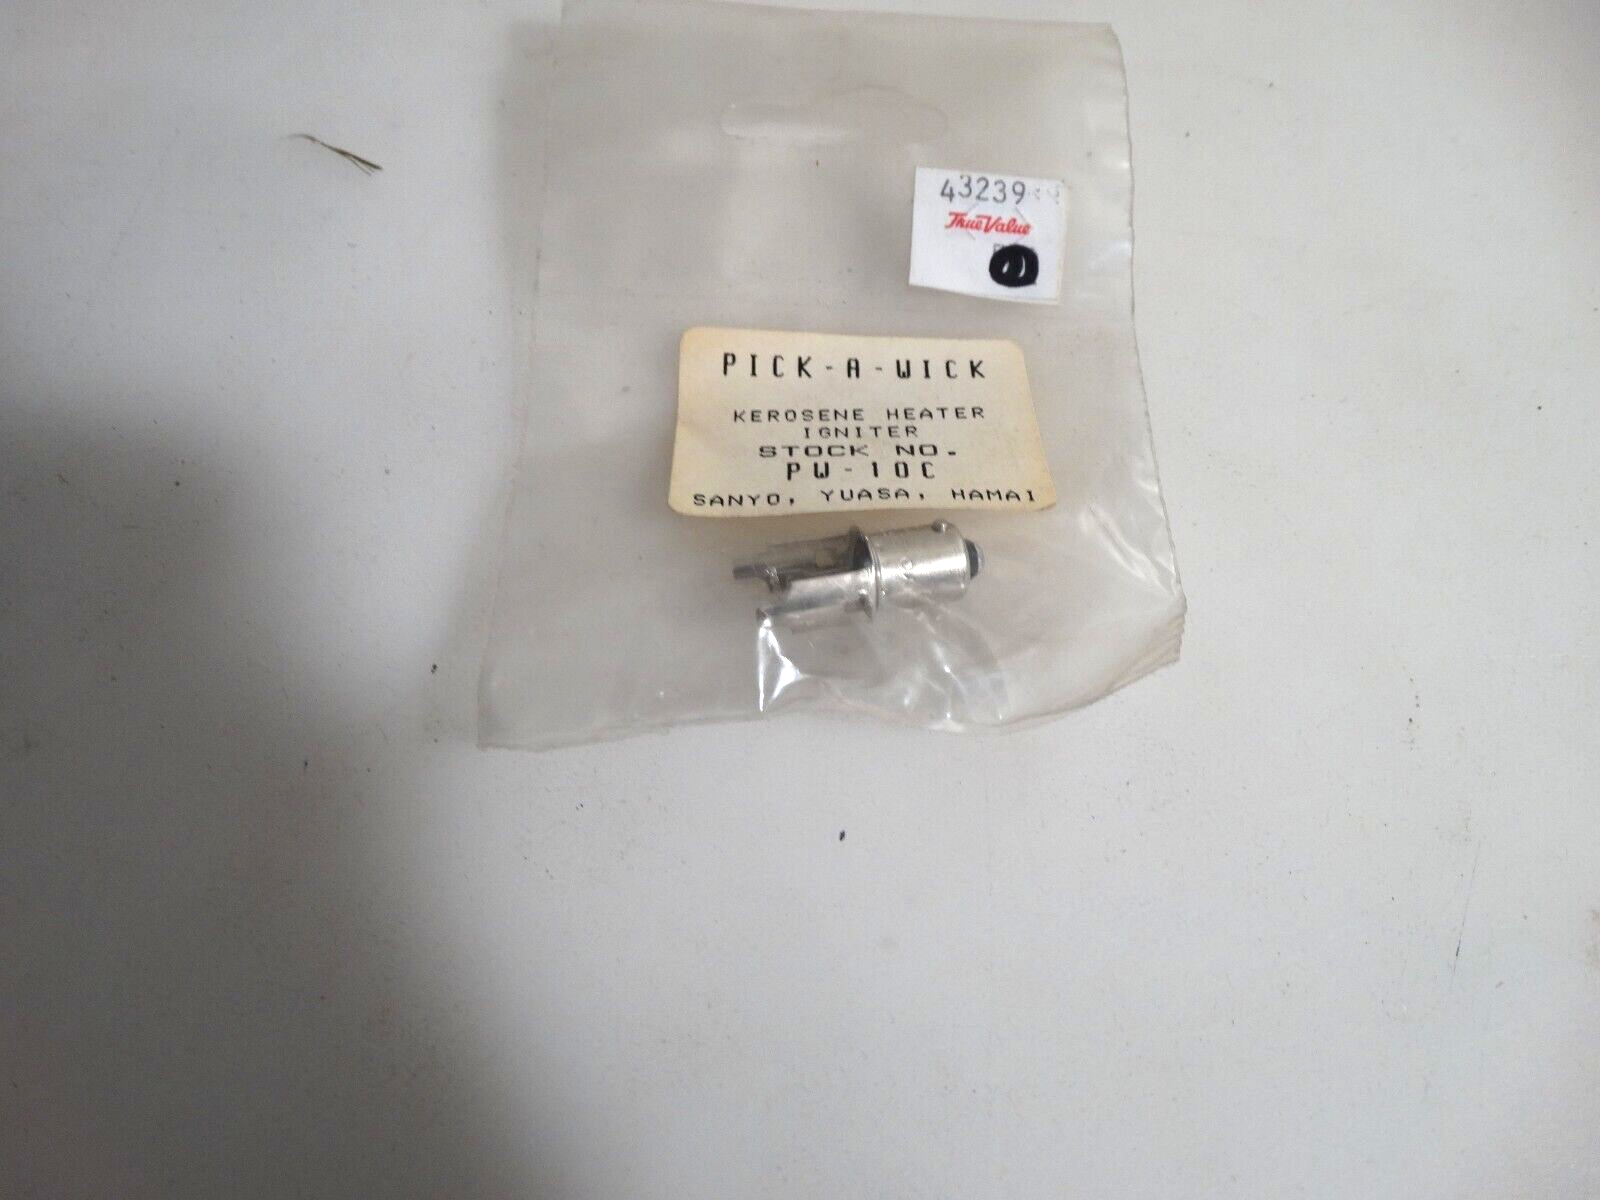 43239
True Value
PICK-A-WICK
KEROSENE HEATER
IGNITER
STOCK NO.
PW-10C
SANYO, YUASA, HAMAI